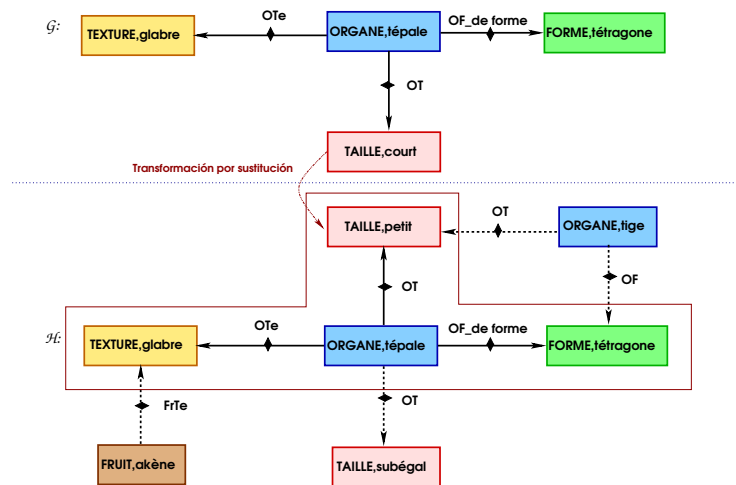 OTe
OF_de forme
G:
TEXTURE,glabre
ORGANE,tépale
FORME,tétragone
OT
TAILLE,court
Transformación por sustitución
TAILLE,petit
OT
ORGANE,tige
OT
OF
H:
OTe
OF_de forme
TEXTURE,glabre
ORGANE,tépale
FORME,tétragone
FrTe
OT
FRUIT,akène
TAILLE,subégal